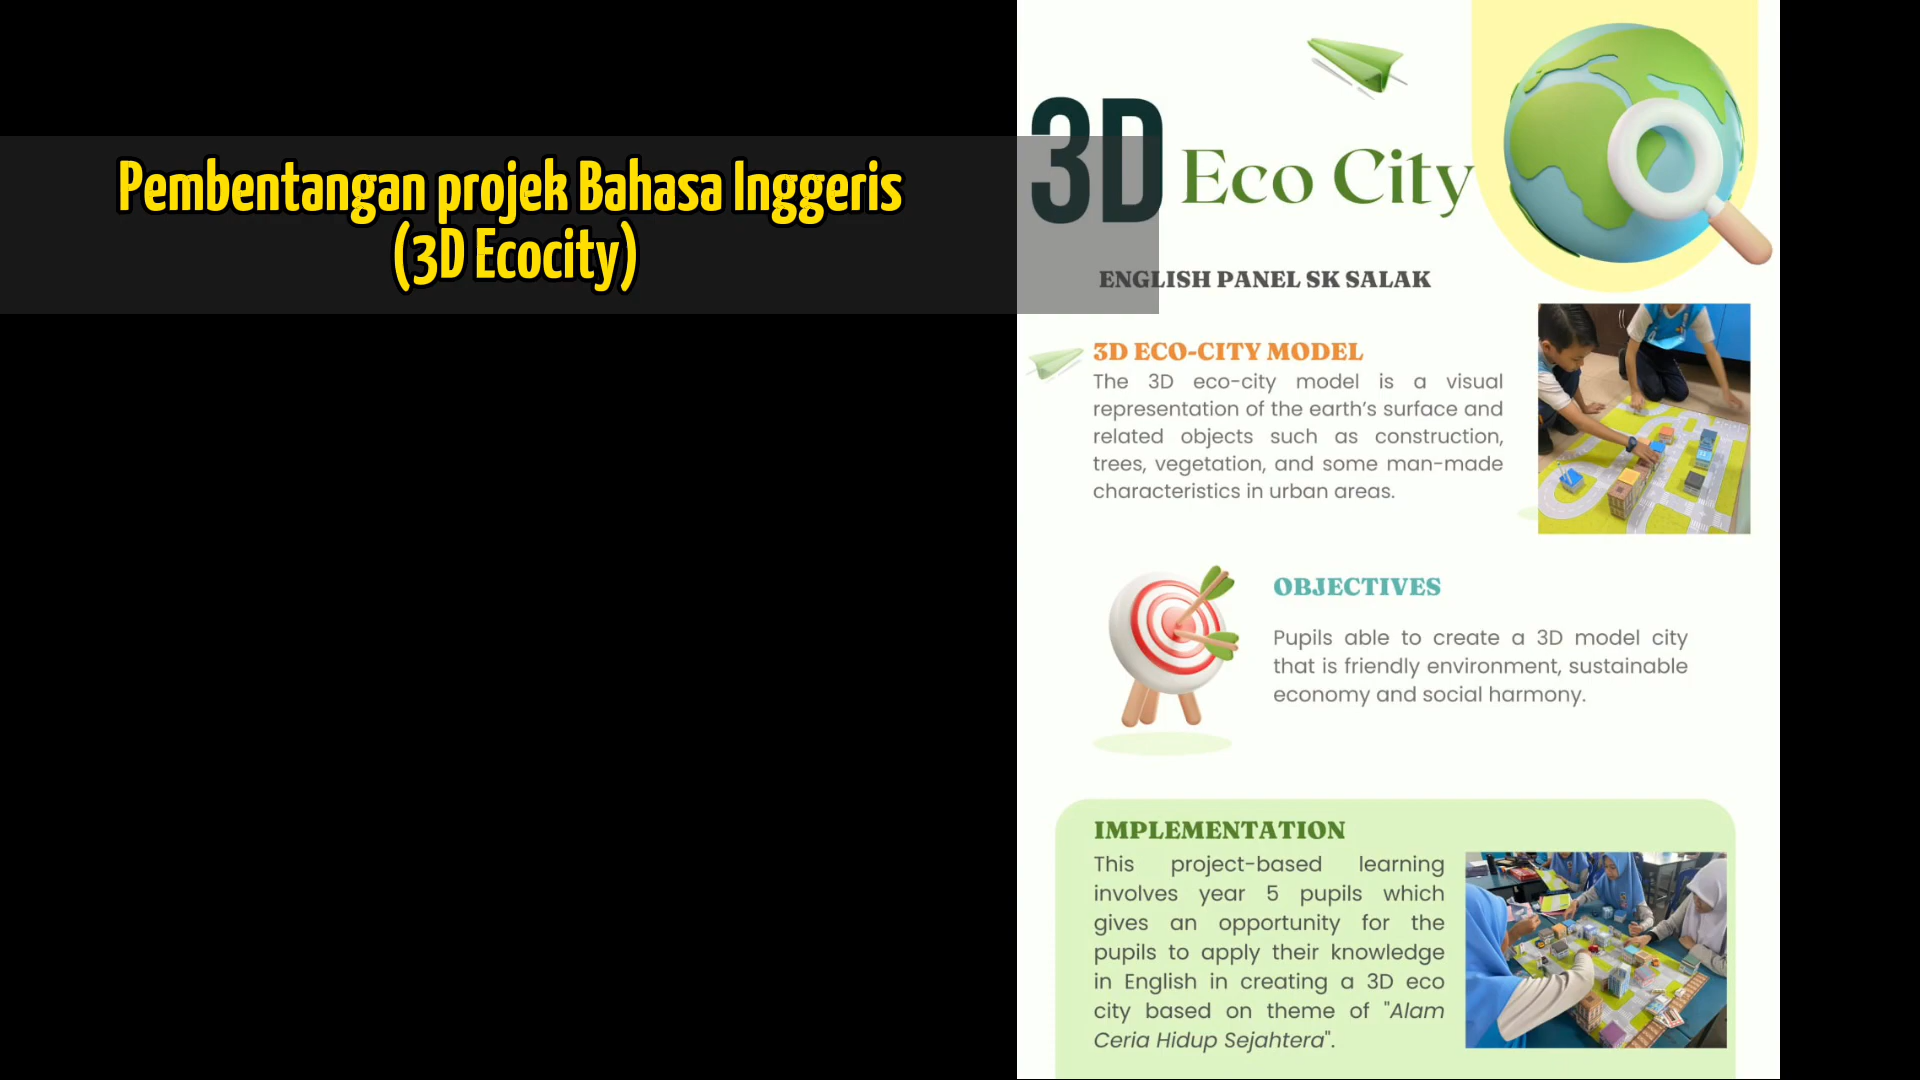 Pembentangan projek Bahasa Inggeris
(3D Ecocity)
3D Eco City
ENGLISH PANEL SK SALAK
3D ECO-CITY MODEL
The 3D eco-city model is a visual
representation of the earth's surface and
related objects such as construction,
trees, vegetation, and some man-made
characteristics in urban areas.
OBJECTIVES
Pupils able to create a 3D model city
that is friendly environment, sustainable
economy and social harmony.
IMPLEMENTATION
This project-based learning
involves year 5 pupils which
gives an opportunity for the
pupils to apply their knowledge
in English in creating a 3D eco
city based on theme of "Alam
Ceria Hidup Sejahtera".